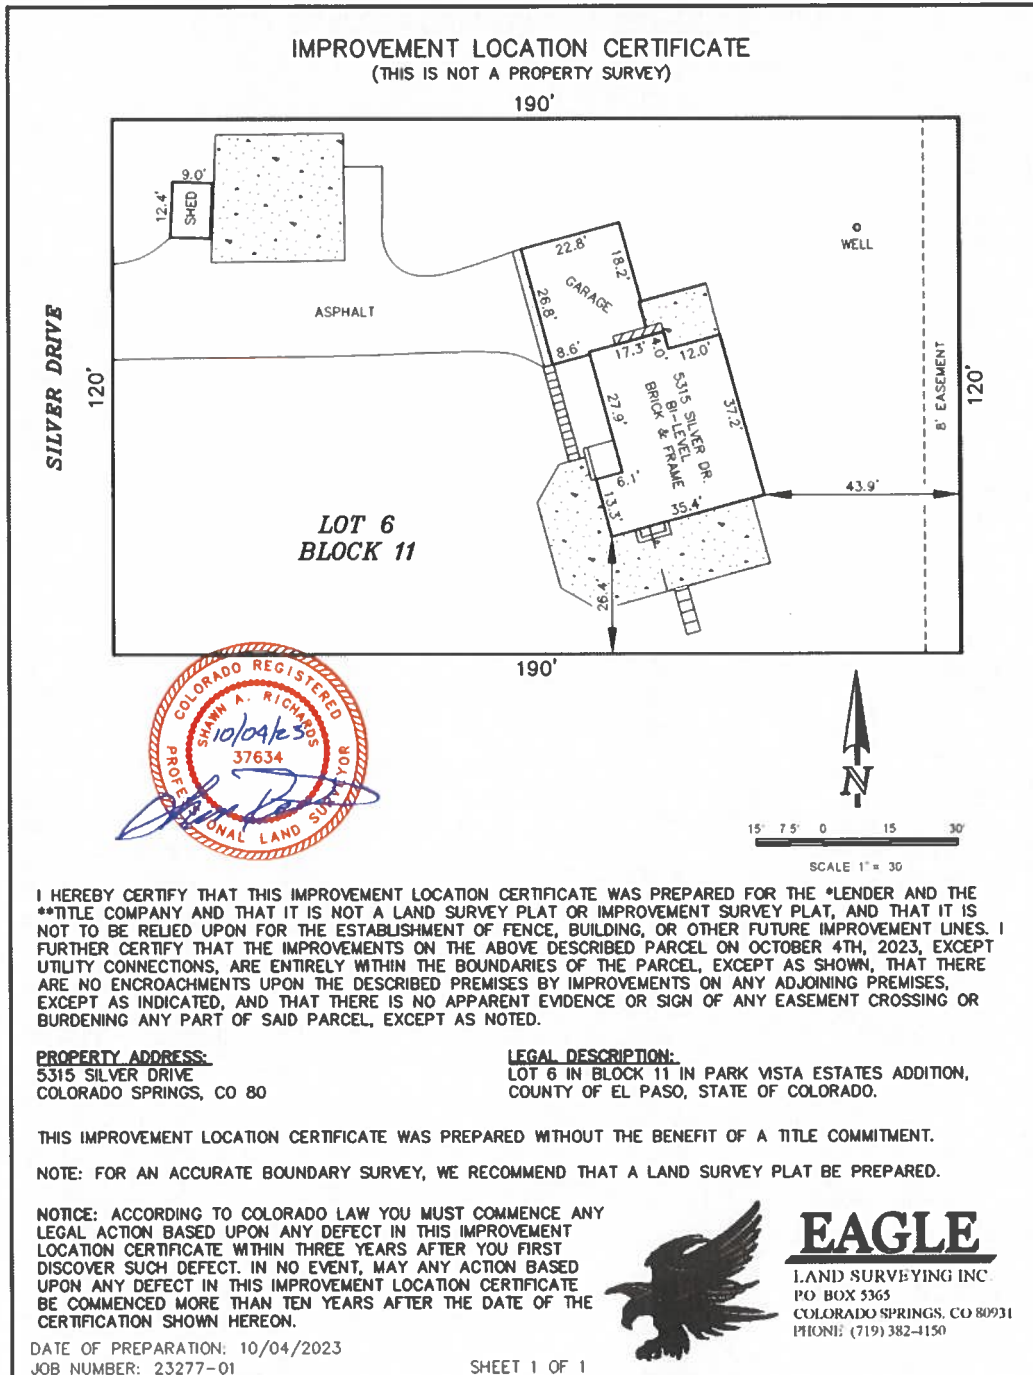 IMPROVEMENT LOCATION CERTIFICATE
(THIS IS NOT A PROPERTY SURVEY)
190'
9.0'
12.4'
SHED
ASPHALT
22.8'
18.2'
GARAGE
26.8'
8.6'
17.3'
4.0'
12.0'
WELL
SILVER DRIVE
120'
5315 SILVER DR.
BI-LEVEL
BRICK & FRAME
27.9'
37.2'
8' EASEMENT
120'
6.1'
13.3'
35.4'
43.9'
26.4'
LOT 6
BLOCK 11
190'
COLORADO REGISTERED
SHAWN A. RICHARDS
10/04/23
37634
PROFESSIONAL LAND SURVEYOR
N
15' 7 5' 0 15 30'
SCALE 1"= 30
I HEREBY CERTIFY THAT THIS IMPROVEMENT LOCATION CERTIFICATE WAS PREPARED FOR THE *LENDER AND THE
**TITLE COMPANY AND THAT IT IS NOT A LAND SURVEY PLAT OR IMPROVEMENT SURVEY PLAT, AND THAT IT IS
NOT TO BE RELIED UPON FOR THE ESTABLISHMENT OF FENCE, BUILDING, OR OTHER FUTURE IMPROVEMENT LINES. I
FURTHER CERTIFY THAT THE IMPROVEMENTS ON THE ABOVE DESCRIBED PARCEL ON OCTOBER 4TH, 2023, EXCEPT
UTILITY CONNECTIONS, ARE ENTIRELY WITHIN THE BOUNDARIES OF THE PARCEL, EXCEPT AS SHOWN, THAT THERE
ARE NO ENCROACHMENTS UPON THE DESCRIBED PREMISES BY IMPROVEMENTS ON ANY ADJOINING PREMISES,
EXCEPT AS INDICATED, AND THAT THERE IS NO APPARENT EVIDENCE OR SIGN OF ANY EASEMENT CROSSING OR
BURDENING ANY PART OF SAID PARCEL, EXCEPT AS NOTED.
PROPERTY ADDRESS:
5315 SILVER DRIVE
COLORADO SPRINGS, CO 80
LEGAL DESCRIPTION:
LOT 6 IN BLOCK 11 IN PARK VISTA ESTATES ADDITION,
COUNTY OF EL PASO, STATE OF COLORADO.
THIS IMPROVEMENT LOCATION CERTIFICATE WAS PREPARED WITHOUT THE BENEFIT OF A TITLE COMMITMENT.
NOTE: FOR AN ACCURATE BOUNDARY SURVEY, WE RECOMMEND THAT A LAND SURVEY PLAT BE PREPARED.
NOTICE: ACCORDING TO COLORADO LAW YOU MUST COMMENCE ANY
LEGAL ACTION BASED UPON ANY DEFECT IN THIS IMPROVEMENT
LOCATION CERTIFICATE WITHIN THREE YEARS AFTER YOU FIRST
DISCOVER SUCH DEFECT. IN NO EVENT, MAY ANY ACTION BASED
UPON ANY DEFECT IN THIS IMPROVEMENT LOCATION CERTIFICATE
BE COMMENCED MORE THAN TEN YEARS AFTER THE DATE OF THE
CERTIFICATION SHOWN HEREON.
EAGLE
LAND SURVEYING INC.
PO BOX 5365
COLORADO SPRINGS, CO 80931
PHONE (719) 382-4150
DATE OF PREPARATION: 10/04/2023
JOB NUMBER: 23277-01
SHEET 1 OF 1